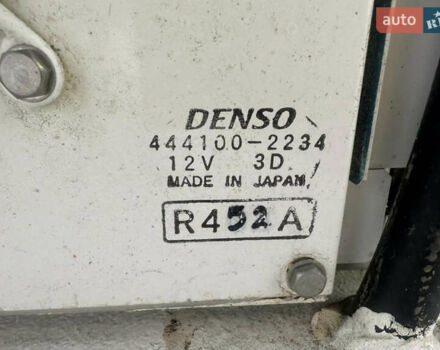 auto
DENSO
444100-2234
12V 3D
MADE IN JAPAN
R452A